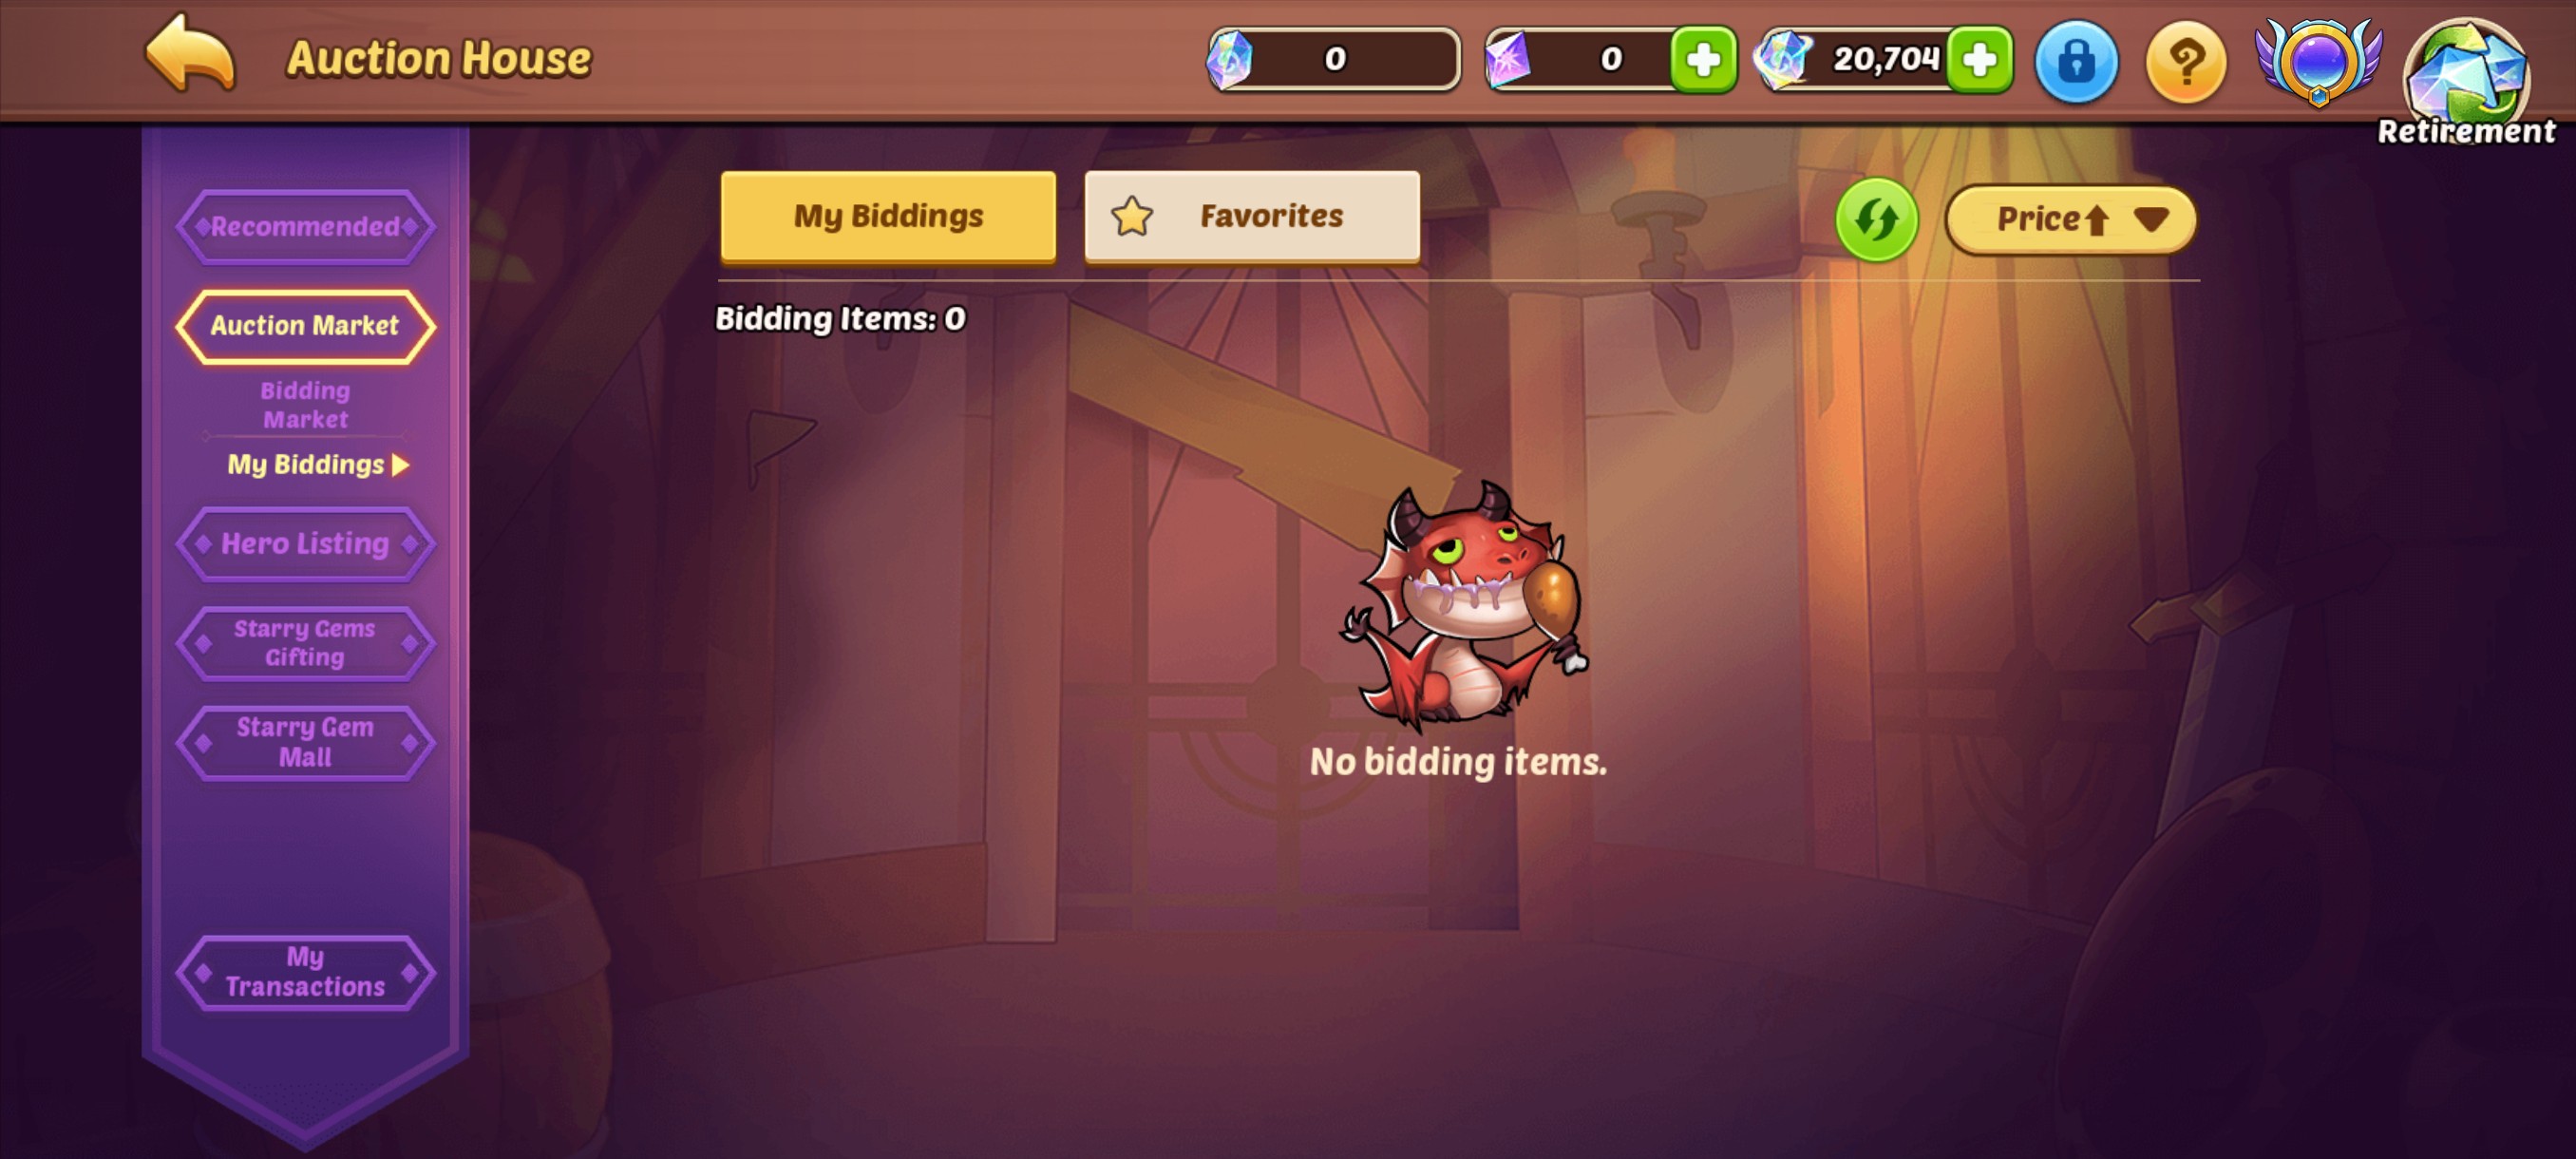 Auction House
0
0
20,704
Retirement
Recommended
Auction Market
Bidding
Market
My Biddings
Hero Listing
Starry Gems
Gifting
Starry Gem
Mall
My
Transactions
My Biddings
Favorites
Price
Bidding Items: 0
No bidding items.